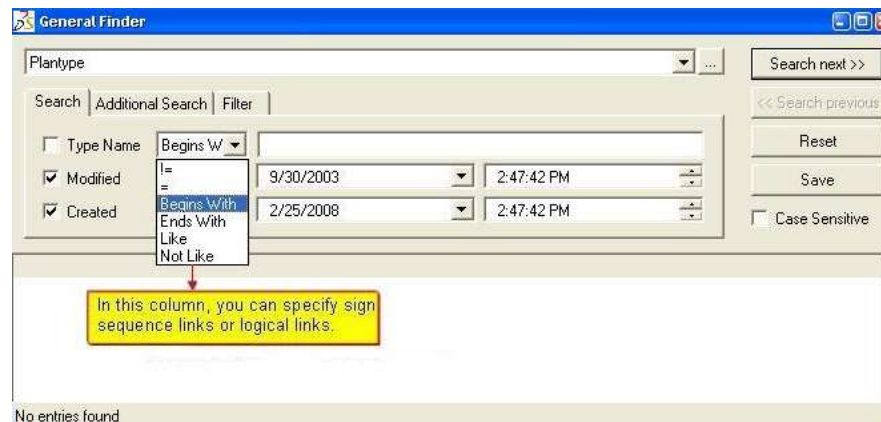 General Finder
Plantype
...
Search next >>
Search Additional Search Filter
<< Search previous
Type Name Begins W
Reset
!=
=
Begins With
Ends With
Like
Not Like
Modified 9/30/2003 2:47:42 PM
Save
Created 2/25/2008 2:47:42 PM
Case Sensitive
In this column, you can specify sign
sequence links or logical links.
No entries found